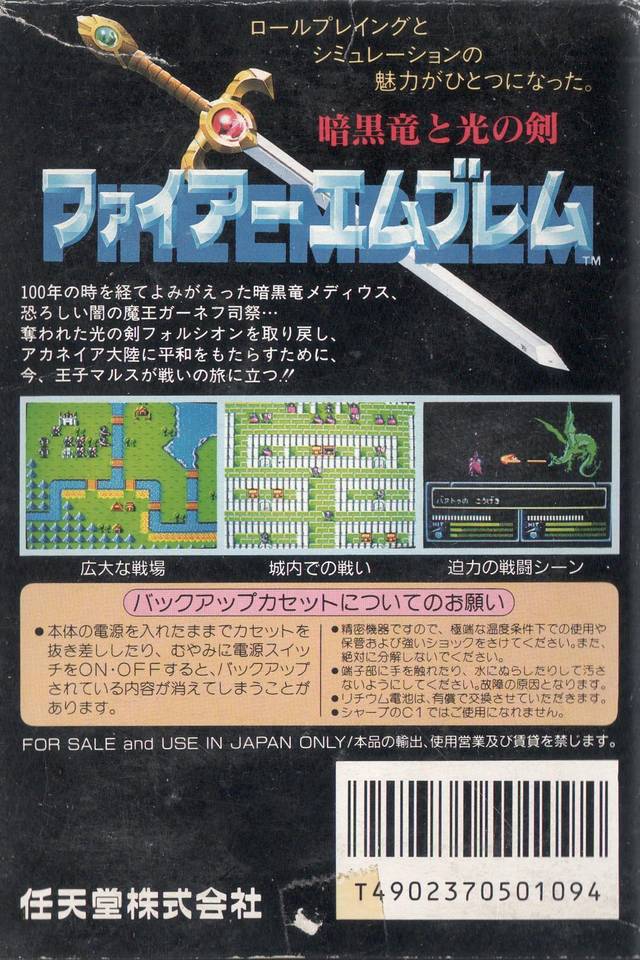 ロールプレイングと
シミュレーションの
魅力がひとつになった。
暗黒竜と光の剣
ファイアーエムブレム
FIRE EMBLEM
TM
100年の時を経てよみがえった暗黒竜メディウス、
恐ろしい闇の魔王ガーネフ司祭…
奪われた光の剣フォルシオンを取り戻し、
アカネイア大陸に平和をもたらすために、
今、王子マルスが戦いの旅に立つ!!
こうげき
広大な戦場
城内での戦い
迫力の戦闘シーン
バックアップカセットについてのお願い
●本体の電源を入れたままでカセットを
抜き差ししたり、むやみに電源スイッ
チをON・OFFすると、バックアップ
されている内容が消えてしまうことが
あります。
●精密機器ですので、極端な温度条件下での使用や
保管および強いショックをさけてください。また、
絶対に分解しないでください。
●端子部に手を触れたり、水にぬらしたりして汚さ
ないようにしてください。故障の原因となります。
●リチウム電池は、有償で交換させていただきます。
●シャープのC1ではご使用になれません。
FOR SALE and USE IN JAPAN ONLY/本品の輸出、使用営業及び賃貸を禁じます。
任天堂株式会社
T4902370501094